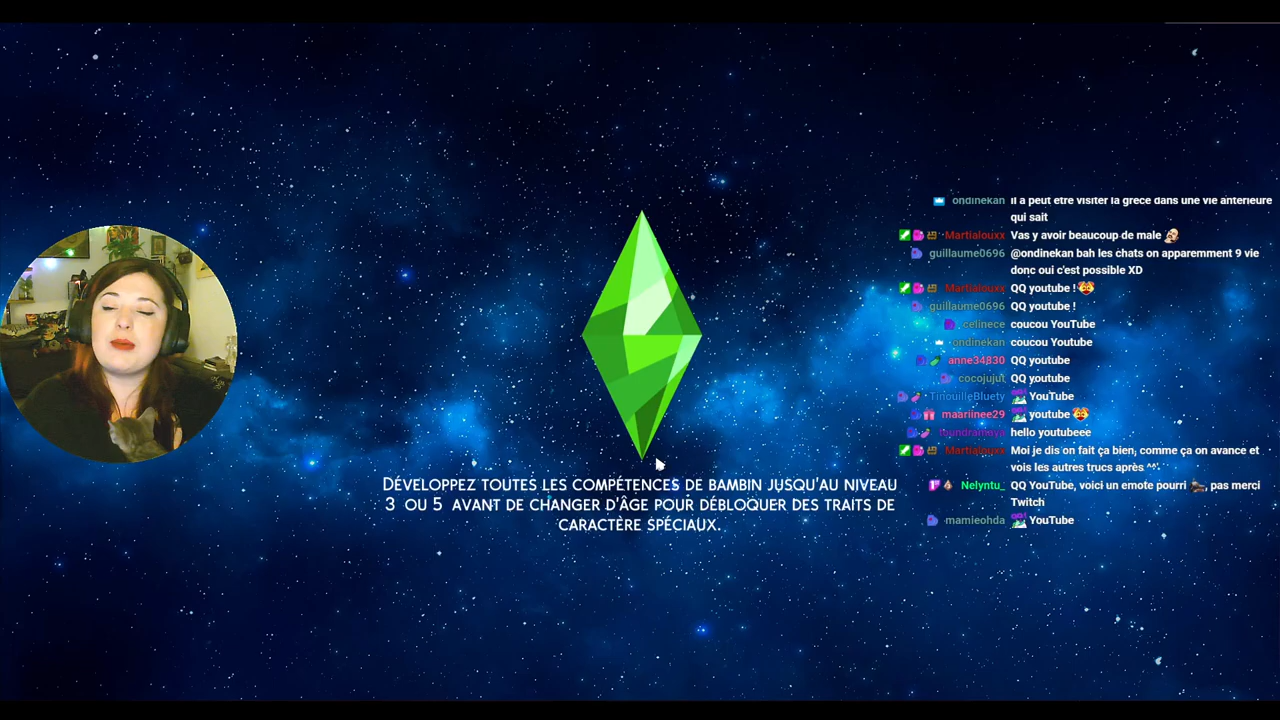 DÉVELOPPEZ TOUTES LES COMPÉTENCES DE BAMBIN JUSQU'AU NIVEAU
3 OU 5 AVANT DE CHANGER D'ÂGE POUR DÉBLOQUER DES TRAITS DE
CARACTÈRE SPÉCIAUX.
ondinekan il a peut etre visiter la grece dans une vie anterieure
qui sait
Martialouxx Vas y avoir beaucoup de male
guillaume0696 @ondinekan bah les chats on apparemment 9 vie
donc oui c'est possible XD
Martialouxx QQ youtube !
guillaume0696 QQ youtube !
celinece coucou YouTube
ondinekan coucou Youtube
anne34830 QQ youtube
cocojujut QQ youtube
TinouilleBluety YouTube
maariinee29 youtube
hello youtubeee
Martialouxx Moi je dis on fait ça bien, comme ça on avance et
vois les autres trucs après ^^'
Nelyntu_ QQ YouTube, voici un emote pourri , pas merci
Twitch
mamieohda YouTube